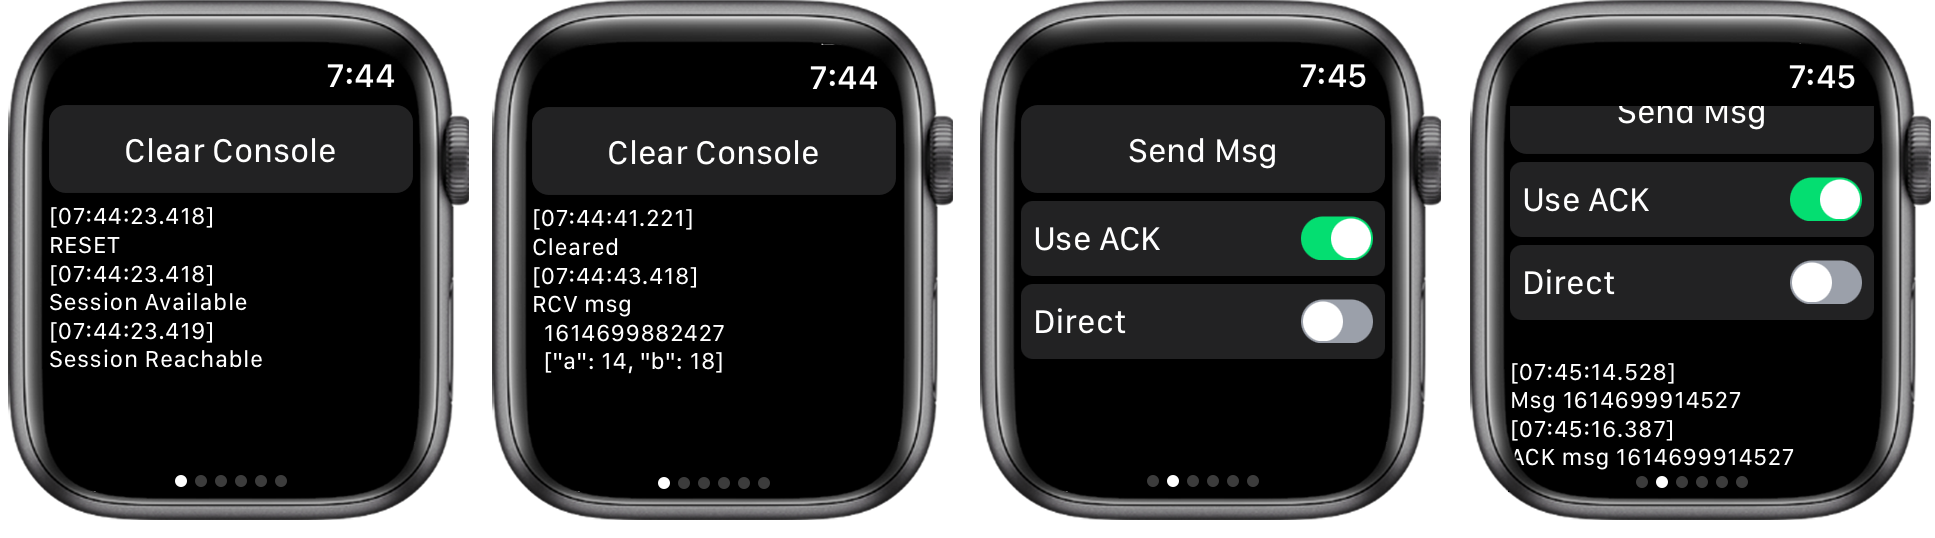 7:44
Clear Console
[07:44:23.418]
RESET
[07:44:23.418]
Session Available
[07:44:23.419]
Session Reachable
7:44
Clear Console
[07:44:41.221]
Cleared
[07:44:43.418]
RCV msg
1614699882427
["a": 14, "b": 18]
7:45
Send Msg
Use ACK
Direct
7:45
Send Msg
Use ACK
Direct
[07:45:14.528]
Msg 1614699914527
[07:45:16.387]
ACK msg 1614699914527